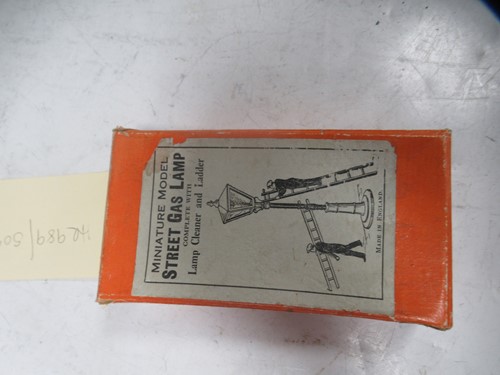 MINIATURE MODEL
STREET GAS LAMP
COMPLETE WITH
Lamp Cleaner and Ladder
MADE IN ENGLAND